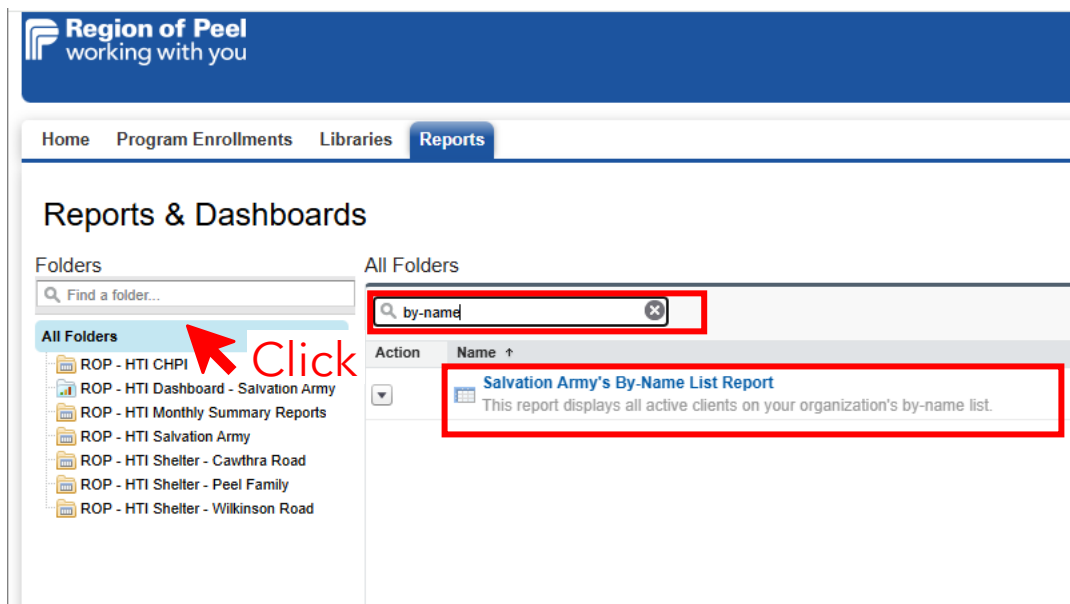 Region of Peel
working with you
Home Program Enrollments Libraries Reports
Reports & Dashboards
Folders
Find a folder...
All Folders
ROP - HTI CHPI
ROP - HTI Dashboard - Salvation Army
ROP - HTI Monthly Summary Reports
ROP - HTI Salvation Army
ROP - HTI Shelter - Cawthra Road
ROP - HTI Shelter - Peel Family
ROP - HTI Shelter - Wilkinson Road
Click
All Folders
by-name
Action Name ↑
Salvation Army's By-Name List Report
This report displays all active clients on your organization's by-name list.